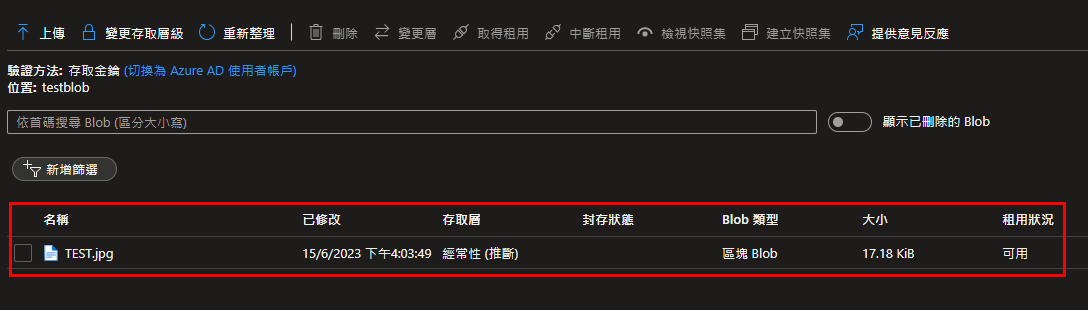 上傳 變更存取層級 重新整理 刪除 變更層 取得租用 中斷租用 檢視快照集 建立快照集 提供意見反應
驗證方法: 存取金鑰 (切換為 Azure AD 使用者帳戶)
位置: testblob
依首碼搜尋 Blob (區分大小寫) 顯示已刪除的 Blob
新增篩選
名稱 已修改 存取層 封存狀態 Blob 類型 大小 租用狀況
TEST.jpg 15/6/2023 下午4:03:49 經常性 (推斷) 區塊 Blob 17.18 KiB 可用